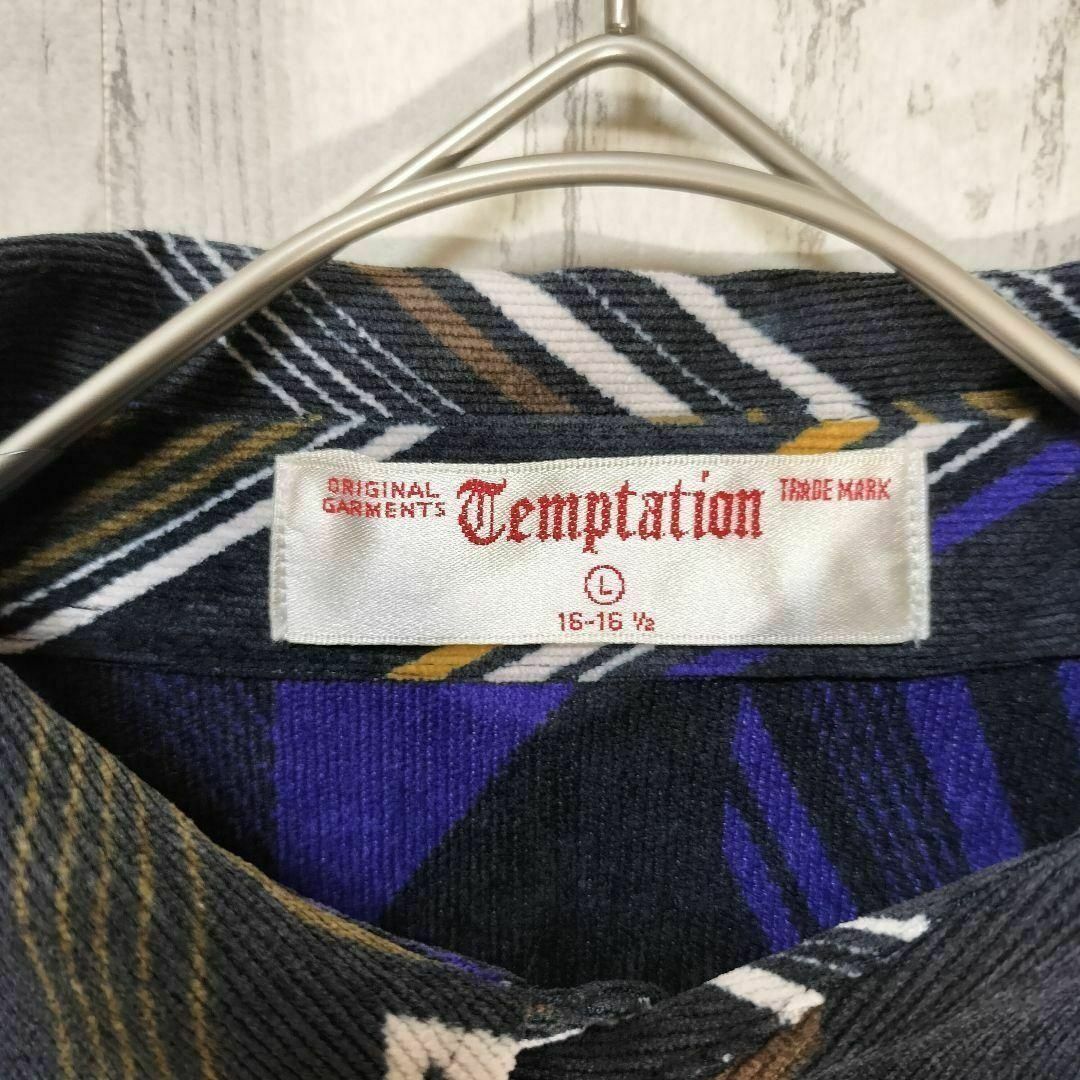 ORIGINAL
GARMENTS
Temptation
TRADE MARK
L
16-16 ½